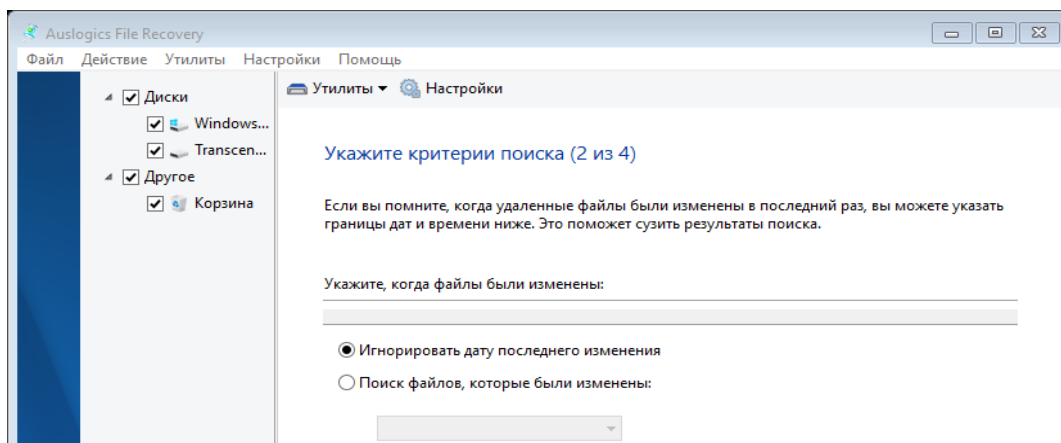 Auslogics File Recovery
Файл Действие Утилиты Настройки Помощь
Утилиты Настройки
Диски
Windows...
Transcen...
Другое
Корзина
Укажите критерии поиска (2 из 4)
Если вы помните, когда удаленные файлы были изменены в последний раз, вы можете указать
границы дат и времени ниже. Это поможет сузить результаты поиска.
Укажите, когда файлы были изменены:
Игнорировать дату последнего изменения
Поиск файлов, которые были изменены: